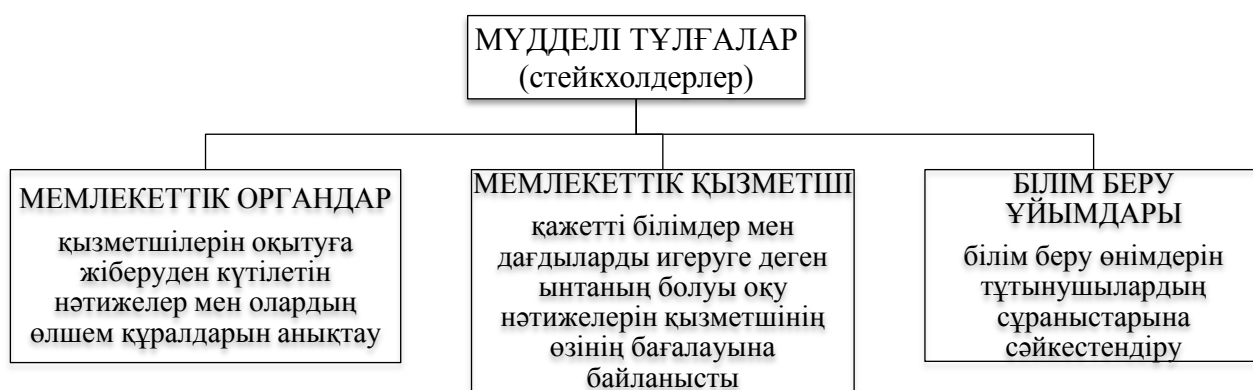 МҮДДЕЛІ ТҰЛҒАЛАР
(стейкхолдерлер)
МЕМЛЕКЕТТІК ОРГАНДАР
қызметшілерін оқытуға
жіберуден күтілетін
нәтижелер мен олардың
өлшем құралдарын анықтау
МЕМЛЕКЕТТІК ҚЫЗМЕТШІ
қажетті білімдер мен
дағдыларды игеруге деген
ынтаның болуы оқу
нәтижелерін қызметшінің
өзінің бағалауына
байланысты
БІЛІМ БЕРУ
ҰЙЫМДАРЫ
білім беру өнімдерін
тұтынушылардың
сұраныстарына
сәйкестендіру